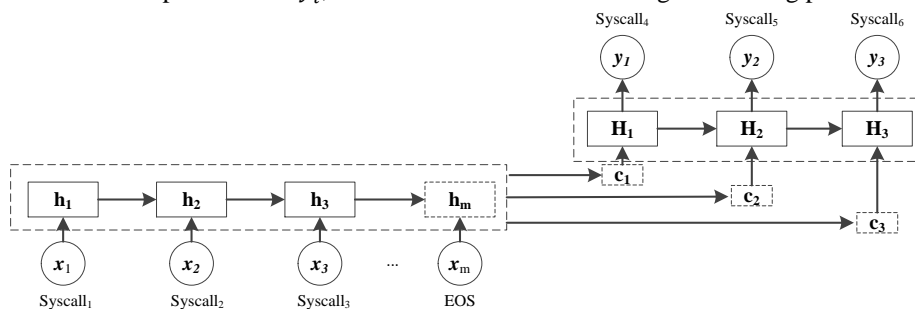 Syscall₄ Syscall₅ Syscall₆
y₁ y₂ y₃
H₁ H₂ H₃
c₁
c₂
c₃
h₁ h₂ h₃ hₘ
x₁ x₂ x₃ ... xₘ
Syscall₁ Syscall₂ Syscall₃ EOS